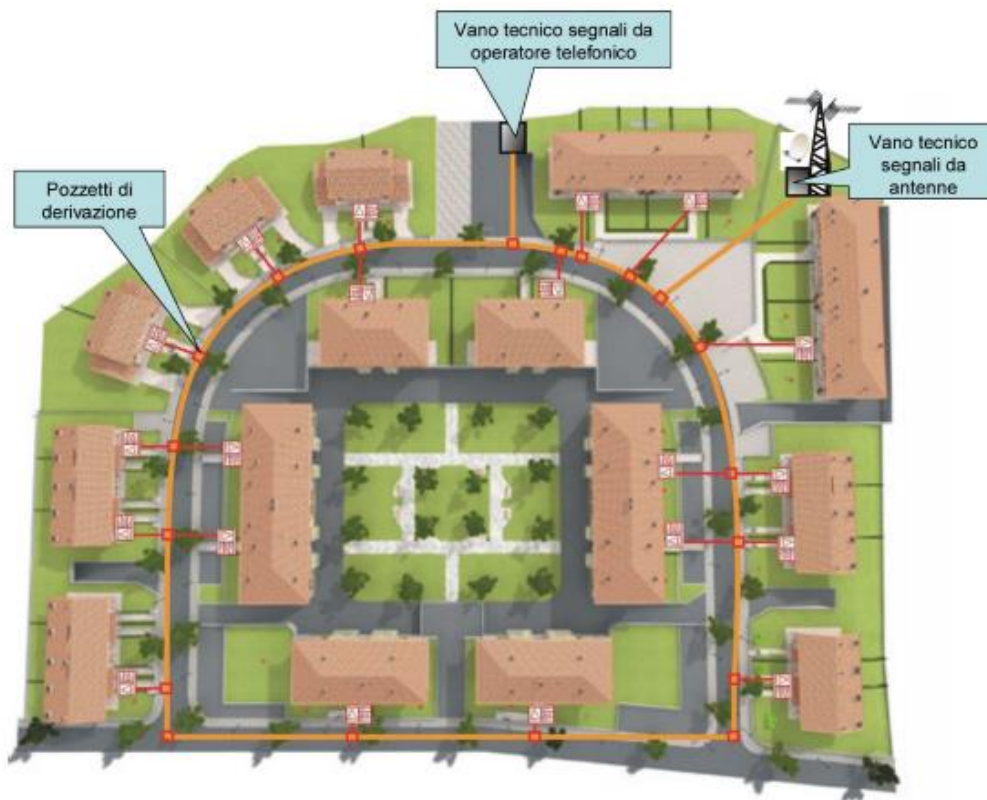 Vano tecnico segnali da
operatore telefonico
Vano tecnico
segnali da
antenne
Pozzetti di
derivazione